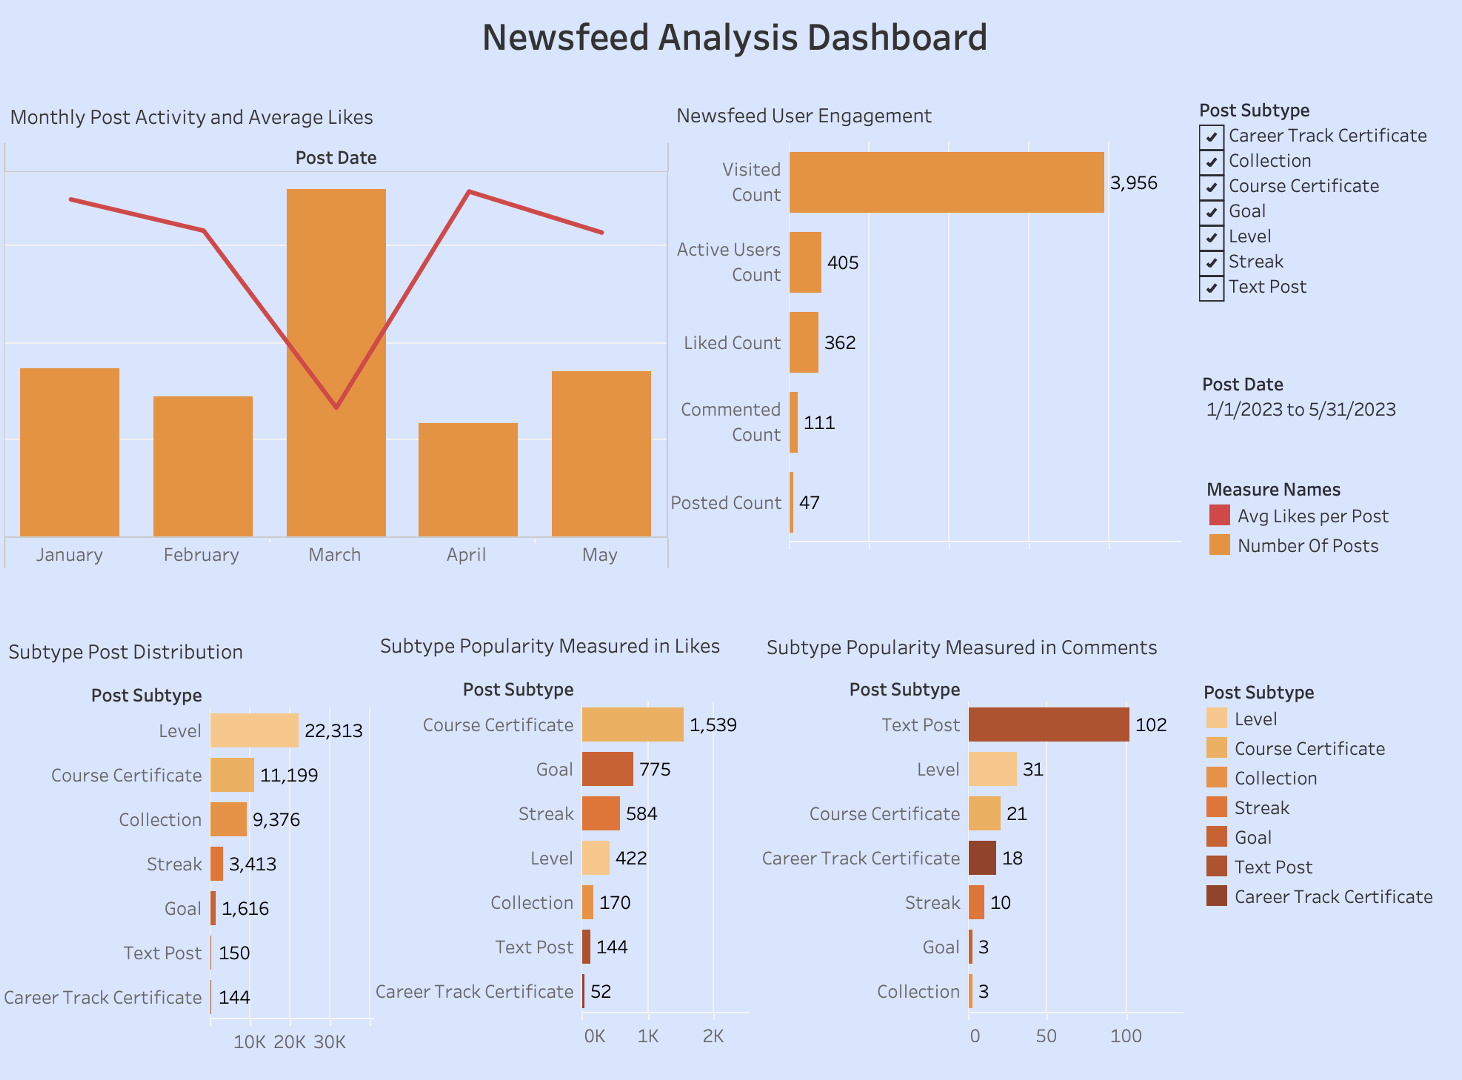 Newsfeed Analysis Dashboard
Monthly Post Activity and Average Likes
Post Date
January
February
March
April
May
Newsfeed User Engagement
Visited
Count
3,956
Active Users
Count
405
Liked Count
362
Commented
Count
111
Posted Count
47
Post Subtype
Career Track Certificate
Collection
Course Certificate
Goal
Level
Streak
Text Post
Post Date
1/1/2023 to 5/31/2023
Measure Names
Avg Likes per Post
Number Of Posts
Subtype Post Distribution
Post Subtype
Level 22,313
Course Certificate 11,199
Collection 9,376
Streak 3,413
Goal 1,616
Text Post 150
Career Track Certificate 144
10K 20K 30K
Subtype Popularity Measured in Likes
Post Subtype
Course Certificate 1,539
Goal 775
Streak 584
Level 422
Collection 170
Text Post 144
Career Track Certificate 52
0K 1K 2K
Subtype Popularity Measured in Comments
Post Subtype
Text Post 102
Level 31
Course Certificate 21
Career Track Certificate 18
Streak 10
Goal 3
Collection 3
0 50 100
Post Subtype
Level
Course Certificate
Collection
Streak
Goal
Text Post
Career Track Certificate